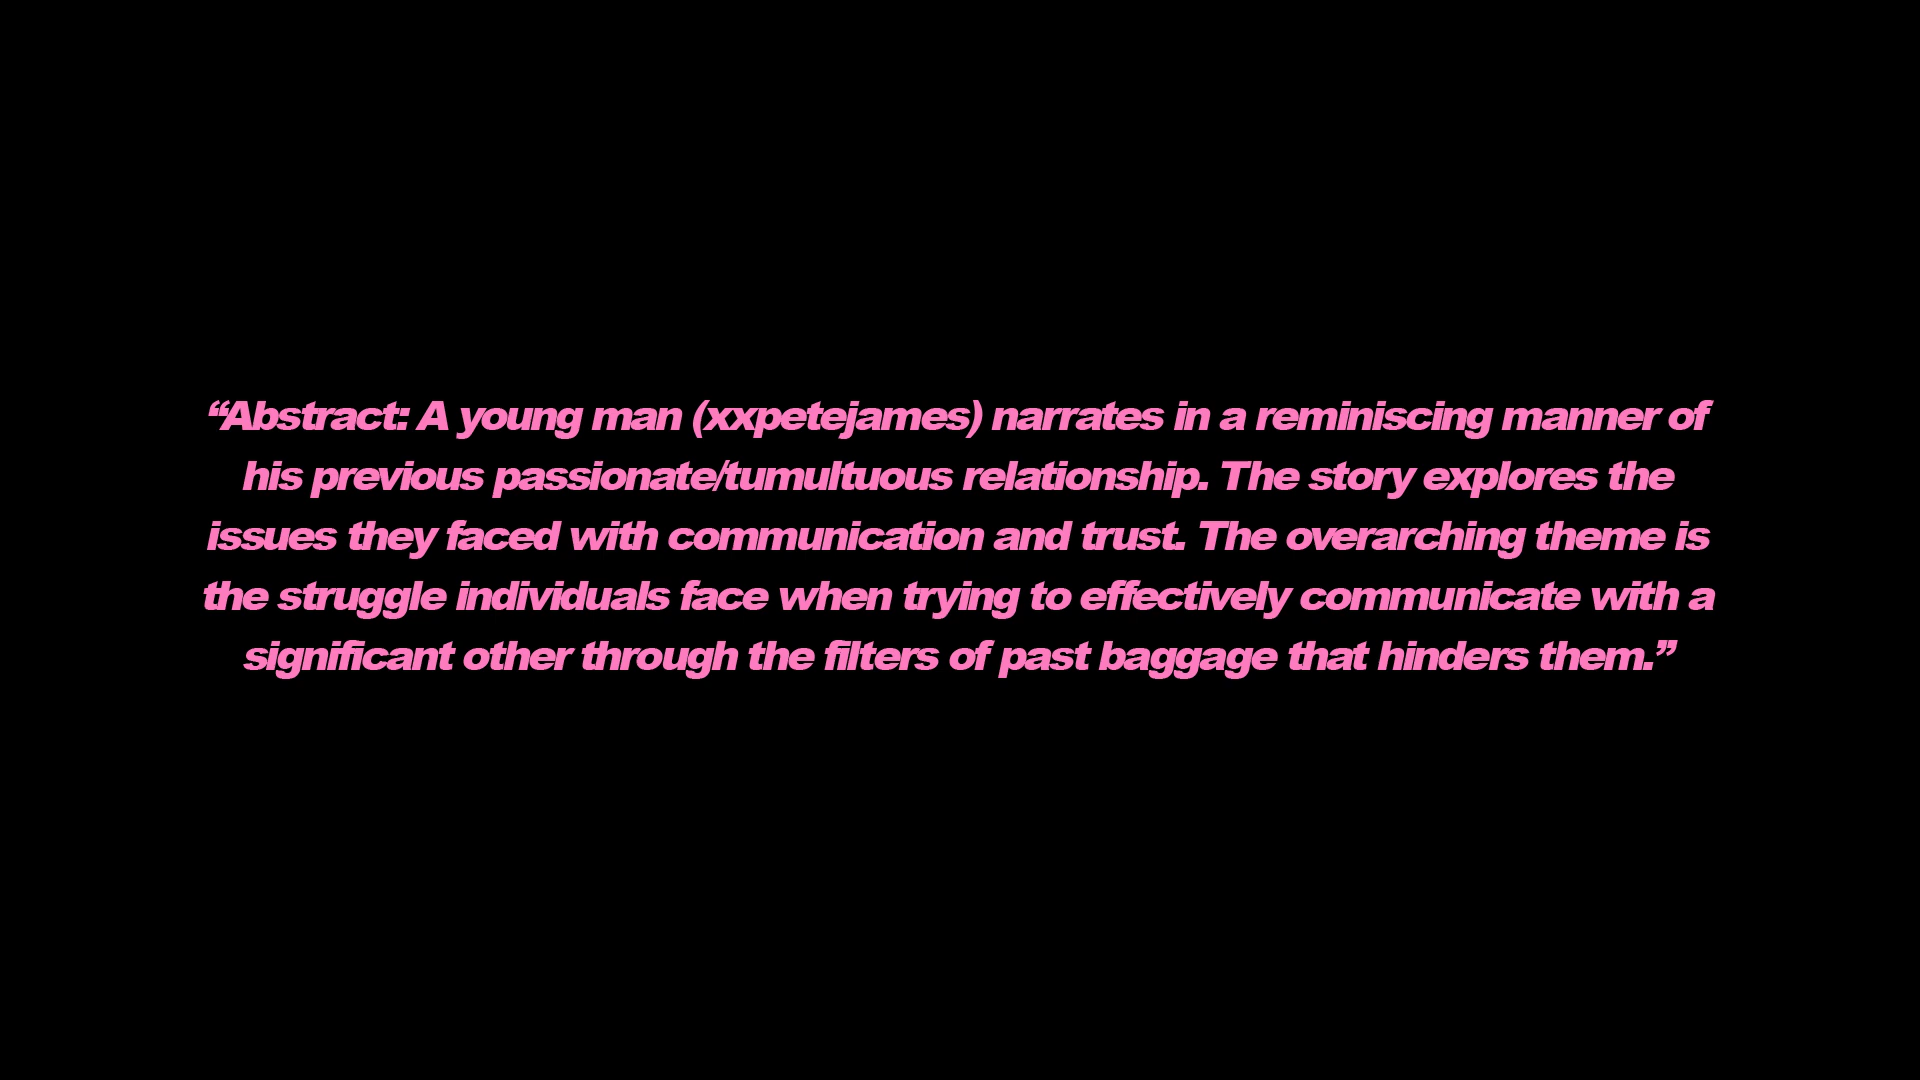 “Abstract: A young man (xxpetejames) narrates in a reminiscing manner of
his previous passionate/tumultuous relationship. The story explores the
issues they faced with communication and trust. The overarching theme is
the struggle individuals face when trying to effectively communicate with a
significant other through the filters of past baggage that hinders them.”